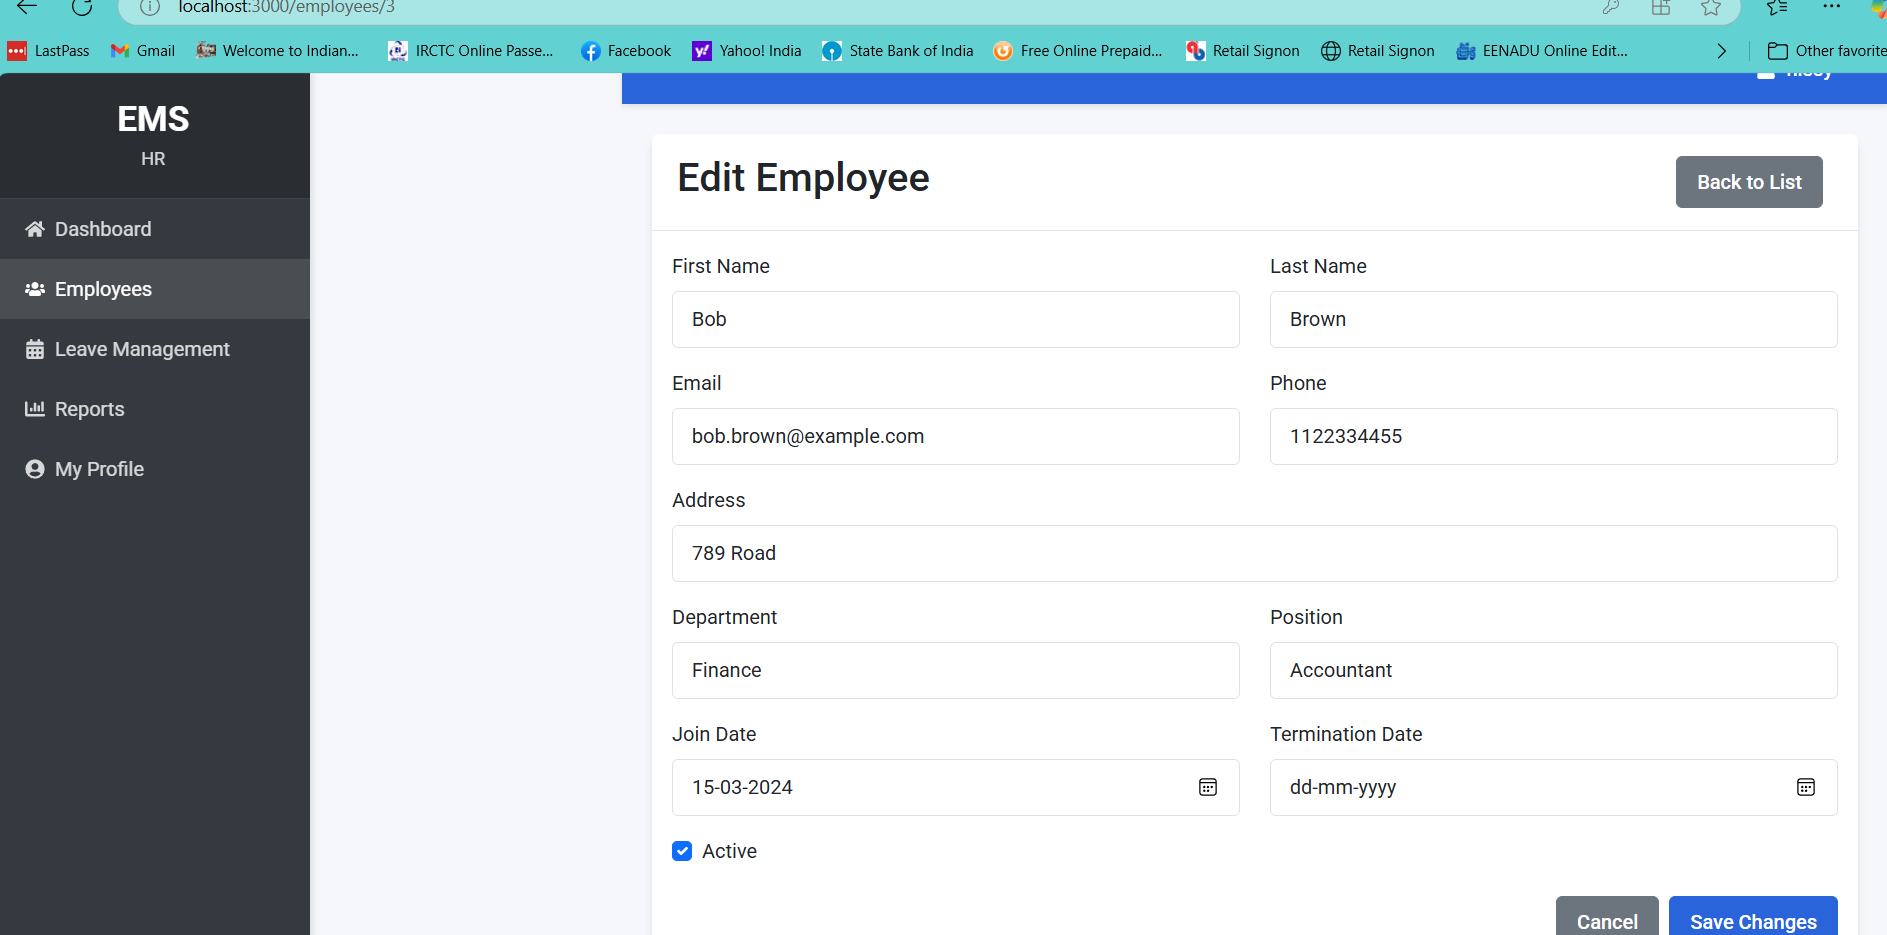 localhost:3000/employees/3
LastPass Gmail Welcome to Indian... IRCTC Online Passe... Facebook Yahoo! India State Bank of India Free Online Prepaid... Retail Signon Retail Signon EENADU Online Edit... Other favorite
EMS
HR
Dashboard
Employees
Leave Management
Reports
My Profile
Edit Employee
Back to List
First Name Last Name
Bob Brown
Email Phone
bob.brown@example.com 1122334455
Address
789 Road
Department Position
Finance Accountant
Join Date Termination Date
15-03-2024 dd-mm-yyyy
Active
Cancel Save Changes